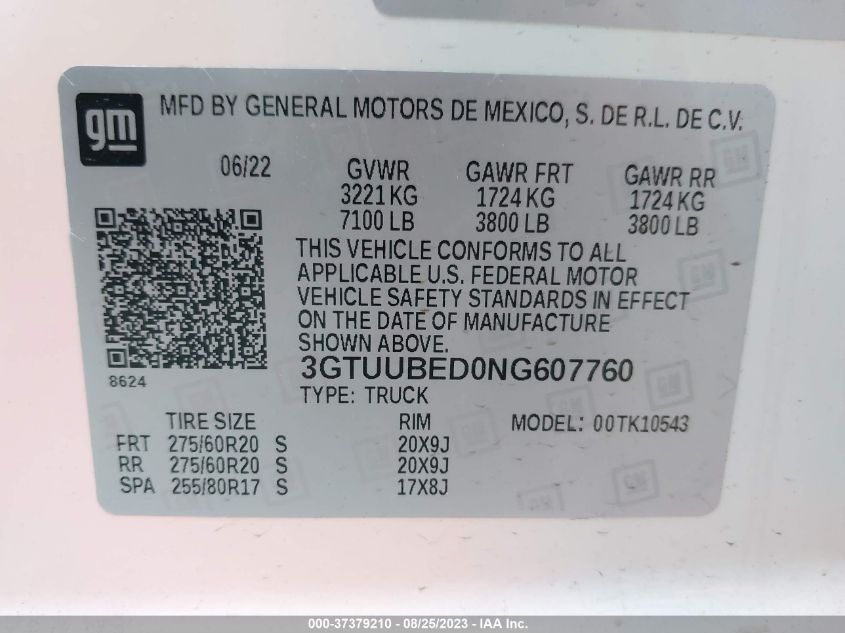 gm
MFD BY GENERAL MOTORS DE MEXICO, S. DE R.L. DE C.V.
06/22 GVWR GAWR FRT GAWR RR
3221 KG 1724 KG 1724 KG
7100 LB 3800 LB 3800 LB
THIS VEHICLE CONFORMS TO ALL
APPLICABLE U.S. FEDERAL MOTOR
VEHICLE SAFETY STANDARDS IN EFFECT
ON THE DATE OF MANUFACTURE
SHOWN ABOVE.
8624
3GTUUBED0NG607760
TYPE: TRUCK
TIRE SIZE RIM MODEL: 00TK10543
FRT 275/60R20 S 20X9J
RR 275/60R20 S 20X9J
SPA 255/80R17 S 17X8J
000-37379210 - 08/25/2023 - IAA Inc.